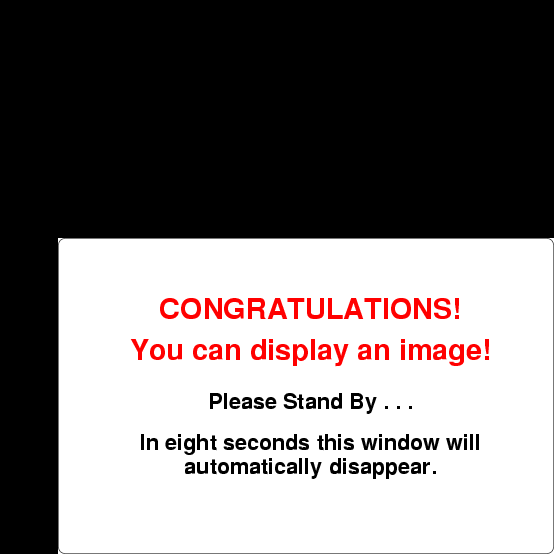 CONGRATULATIONS!
You can display an image!
Please Stand By . . .
In eight seconds this window will
automatically disappear.